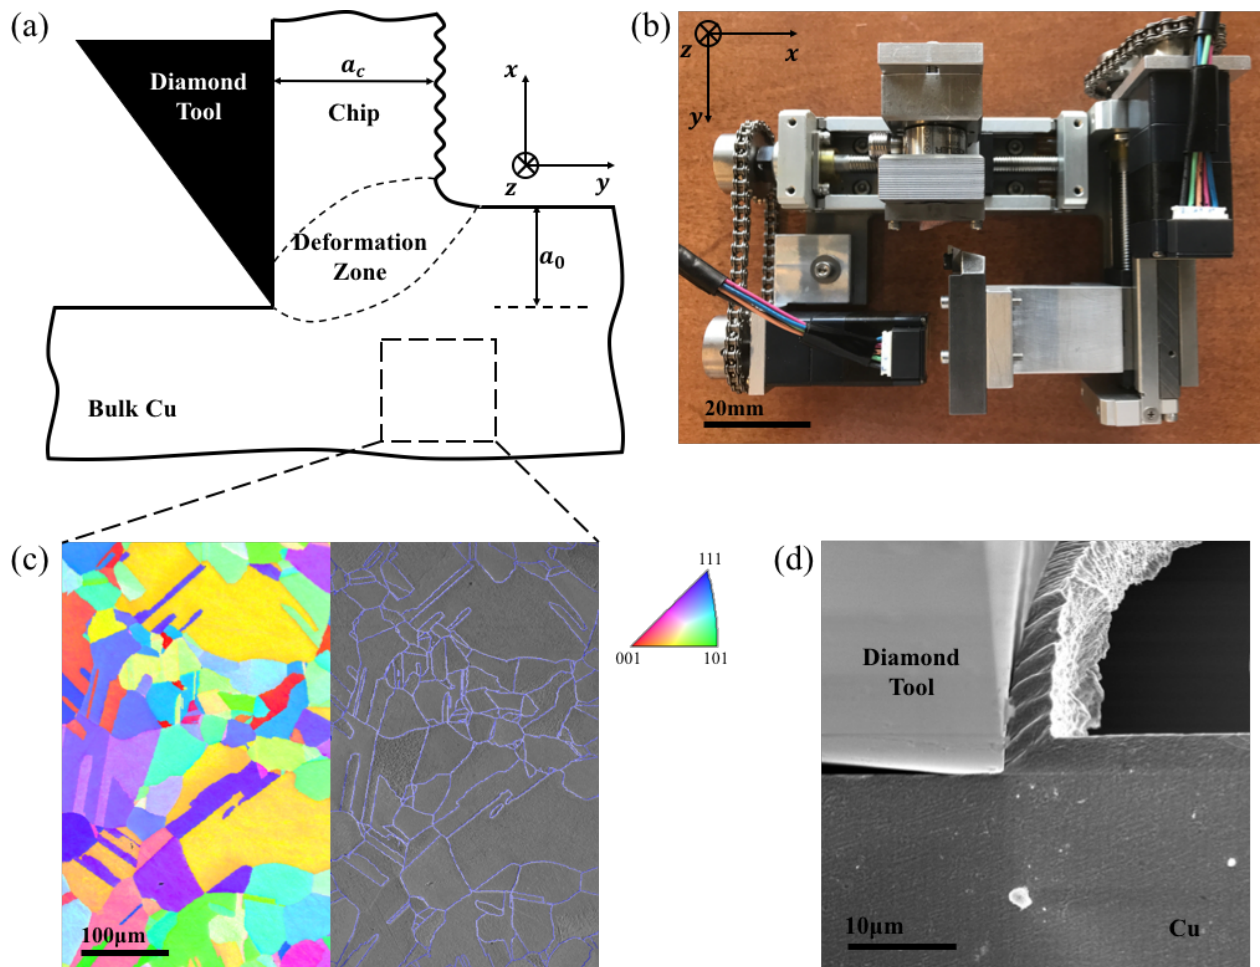 (a)
Diamond
Tool
a_c
Chip
x
z
y
Deformation
Zone
a_0
Bulk Cu
(b)
z
x
y
20mm
(c)
100μm
111
001
101
(d)
Diamond
Tool
10μm
Cu